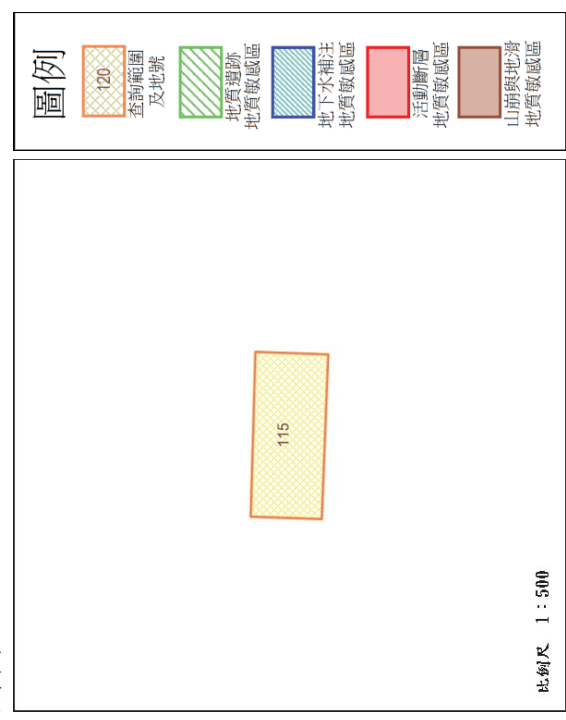 圖例
120
查詢範圍
及地號
地質遺跡
地質敏感區
地下水補注
地質敏感區
活動斷層
地質敏感區
山崩與地滑
地質敏感區
115
比例尺 1：500